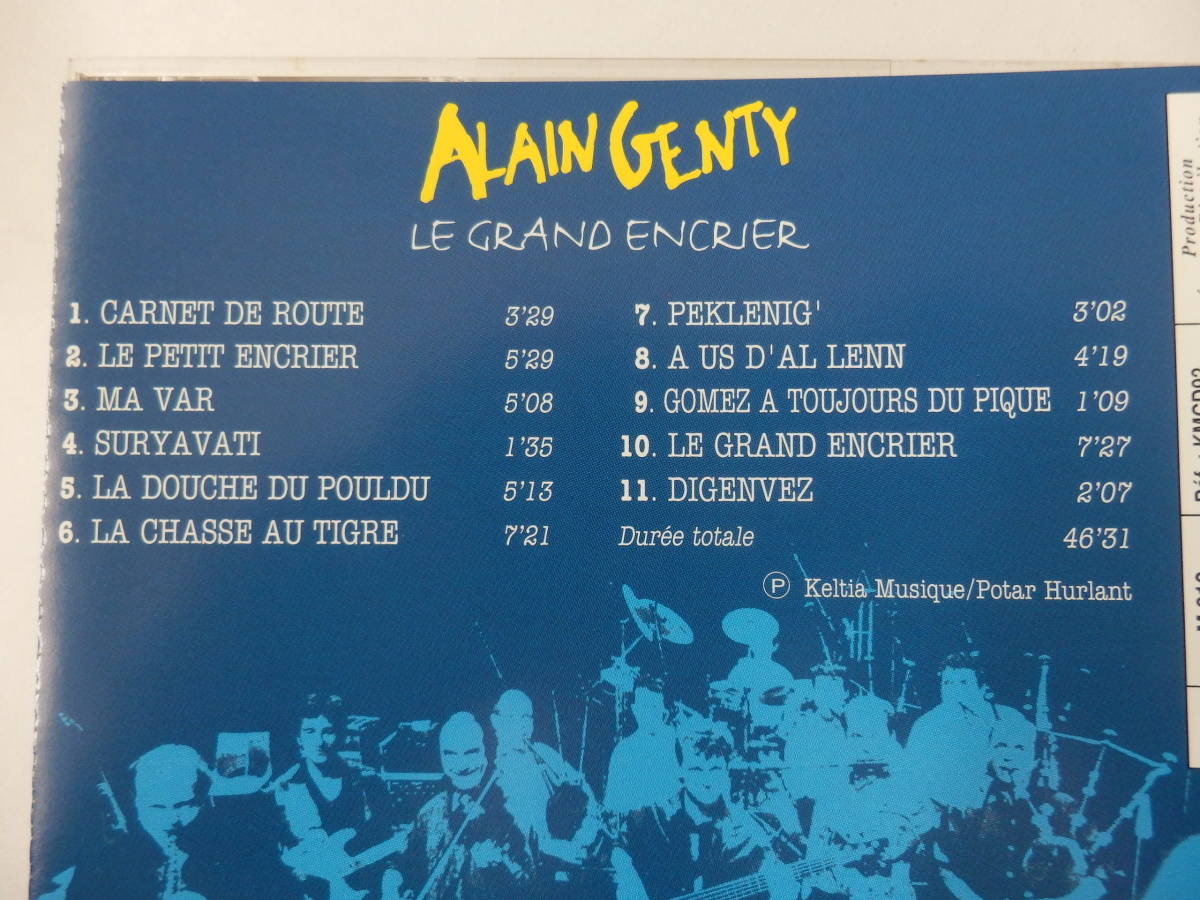 ALAIN GENTY
LE GRAND ENCRIER
1. CARNET DE ROUTE 3'29
2. LE PETIT ENCRIER 5'29
3. MA VAR 5'08
4. SURYAVATI 1'35
5. LA DOUCHE DU POULDU 5'13
6. LA CHASSE AU TIGRE 7'21
7. PEKLENIG' 3'02
8. A US D'AL LENN 4'19
9. GOMEZ A TOUJOURS DU PIQUE 1'09
10. LE GRAND ENCRIER 7'27
11. DIGENVEZ 2'07
Durée totale 46'31
Ⓟ Keltia Musique/Potar Hurlant
Production
Réf. : KMCD92